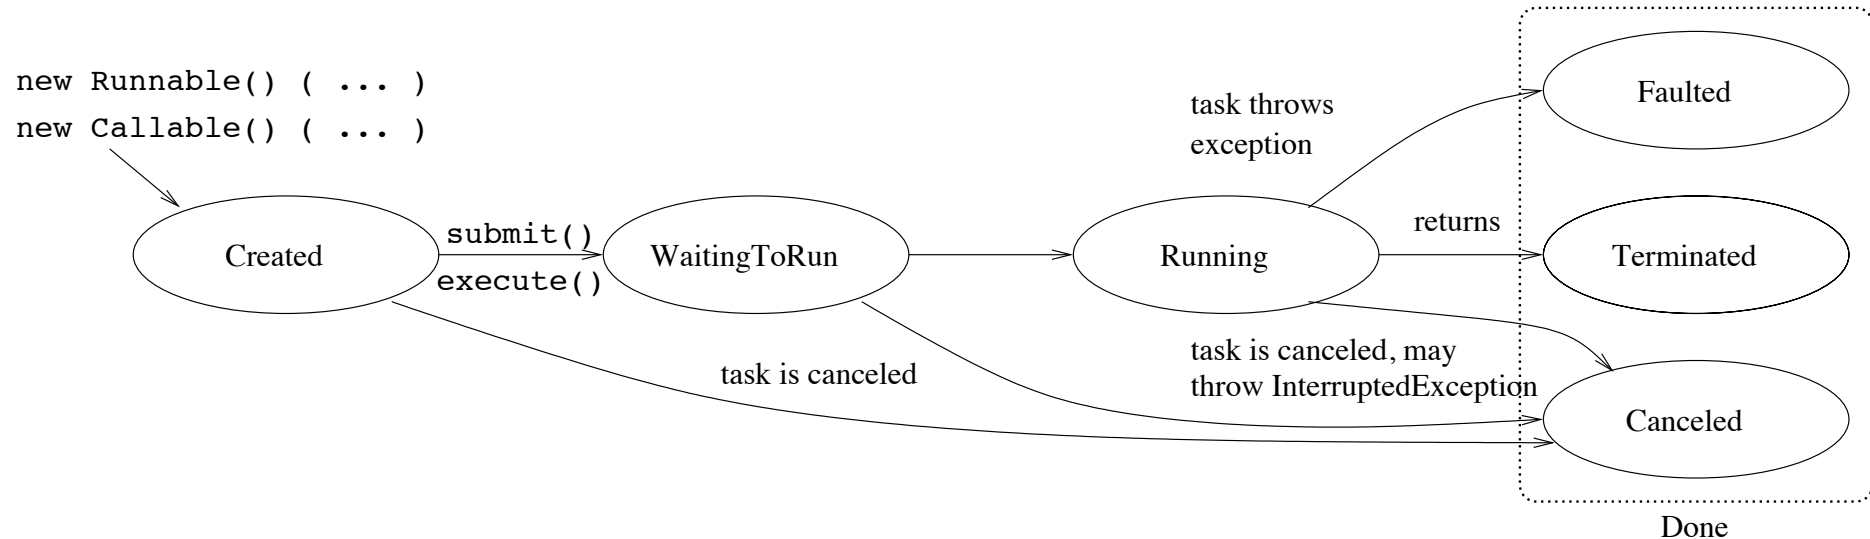 new Runnable() ( ... )
new Callable() ( ... )
Created
submit()
execute()
WaitingToRun
Running
task throws
exception
returns
Faulted
Terminated
task is canceled
task is canceled, may
throw InterruptedException
Canceled
Done